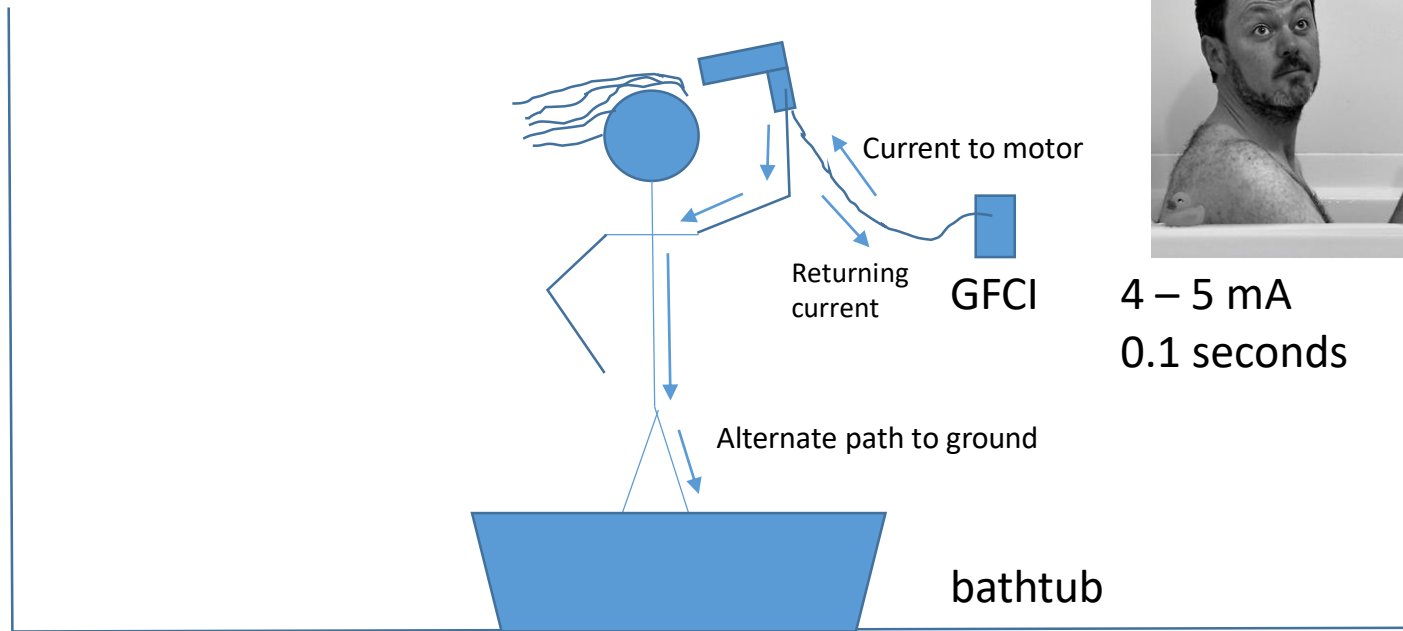 Current to motor
Returning
current
GFCI
4 – 5 mA
0.1 seconds
Alternate path to ground
bathtub